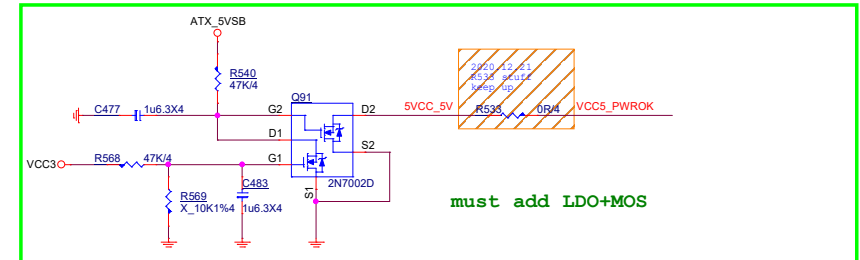 ATX_5VSB
R540
47K/4
2020.12.21
R533 stuff
keep up
C477
1u6.3X4
Q91
G2
D2
5VCC_5V
R533
0R/4
VCC5_PWROK
D1
S2
VCC3
R568
47K/4
G1
2N7002D
C483
R569
X_10K1%4
1u6.3X4
S1
must add LDO+MOS